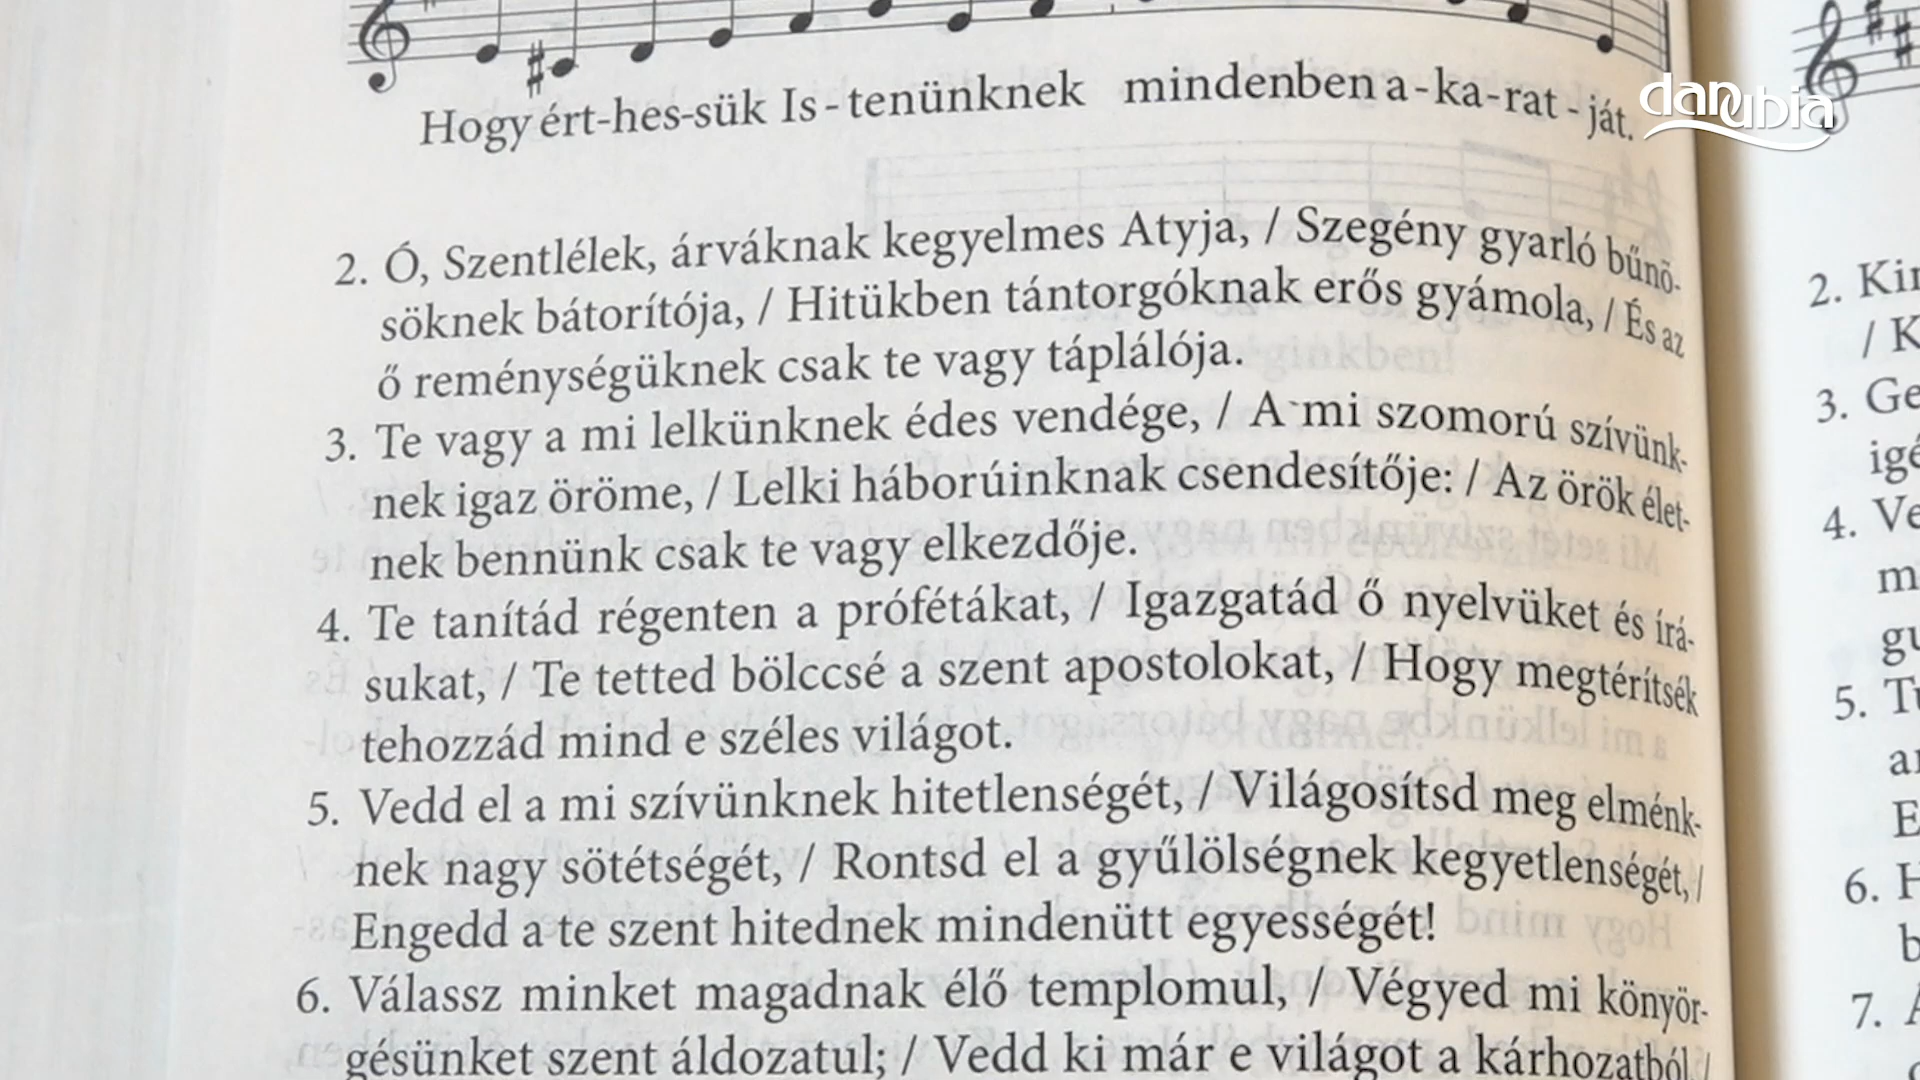 Hogy ért-hes-sük Is-tenünknek mindenben a-ka-rat-ját.
danubia
2. Ó, Szentlélek, árváknak kegyelmes Atyja, / Szegény gyarló bűnö-
söknek bátorítója, / Hitükben tántorgóknak erős gyámola, / És az
ő reménységüknek csak te vagy táplálója.
3. Te vagy a mi lelkünknek édes vendége, / A mi szomorú szívünk-
nek igaz öröme, / Lelki háborúinknak csendesítője: / Az örök élet-
nek bennünk csak te vagy elkezdője.
4. Te tanítád régenten a prófétákat, / Igazgatád ő nyelvüket és írá-
sukat, / Te tetted bölccsé a szent apostolokat, / Hogy megtérítsék
tehozzád mind e széles világot.
5. Vedd el a mi szívünknek hitetlenségét, / Világosítsd meg elménk-
nek nagy sötétségét, / Rontsd el a gyűlölségnek kegyetlenségét, /
Engedd a te szent hitednek mindenütt egyességét!
6. Válassz minket magadnak élő templomul, / Végyed mi könyör-
gésünket szent áldozatul; / Vedd ki már e világot a kárhozatból /
2.
/ K
3. Ge
igé
4. Ve
5.
6.
7.